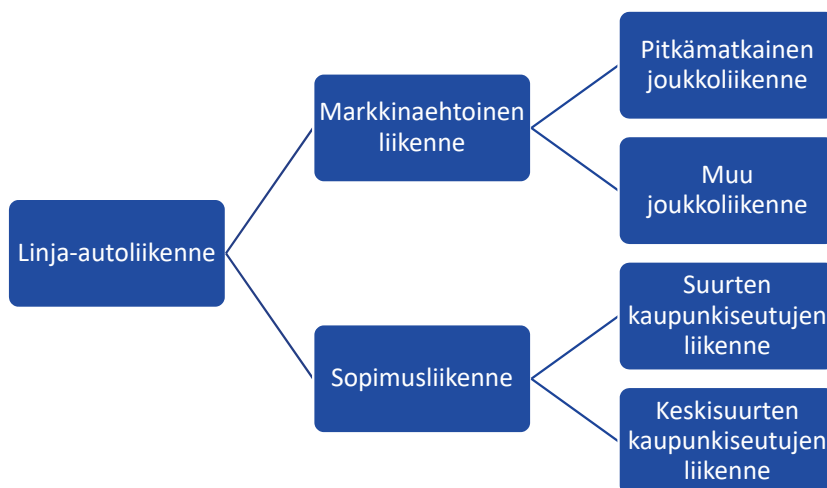 Linja-autoliikenne
Markkinaehtoinen
liikenne
Pitkämatkainen
joukkoliikenne
Muu
joukkoliikenne
Sopimusliikenne
Suurten
kaupunkiseutujen
liikenne
Keskisuurten
kaupunkiseutujen
liikenne